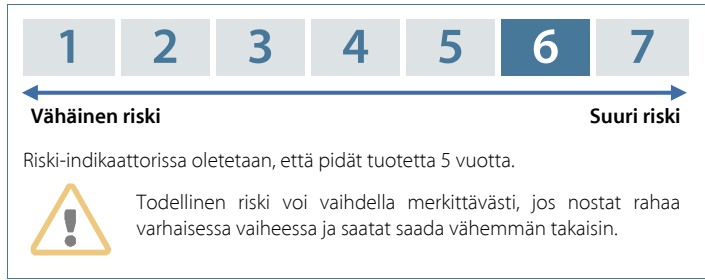 1 2 3 4 5 6 7
Vähäinen riski Suuri riski
Riski-indikaattorissa oletetaan, että pidät tuotetta 5 vuotta.
Todellinen riski voi vaihdella merkittävästi, jos nostat rahaa
varhaisessa vaiheessa ja saatat saada vähemmän takaisin.